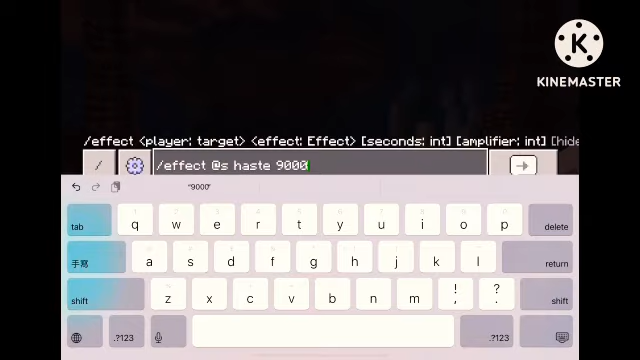 K
KINEMASTER
/effect <player: target> <effect: Effect> [seconds: int] [amplifier: int] [hide
/
/effect @s haste 9000
"9000"
tab q w e r t y u i o p delete
手寫 a s d f g h j k l return
shift z x c v b n m ! , ? . shift
.?123 .?123